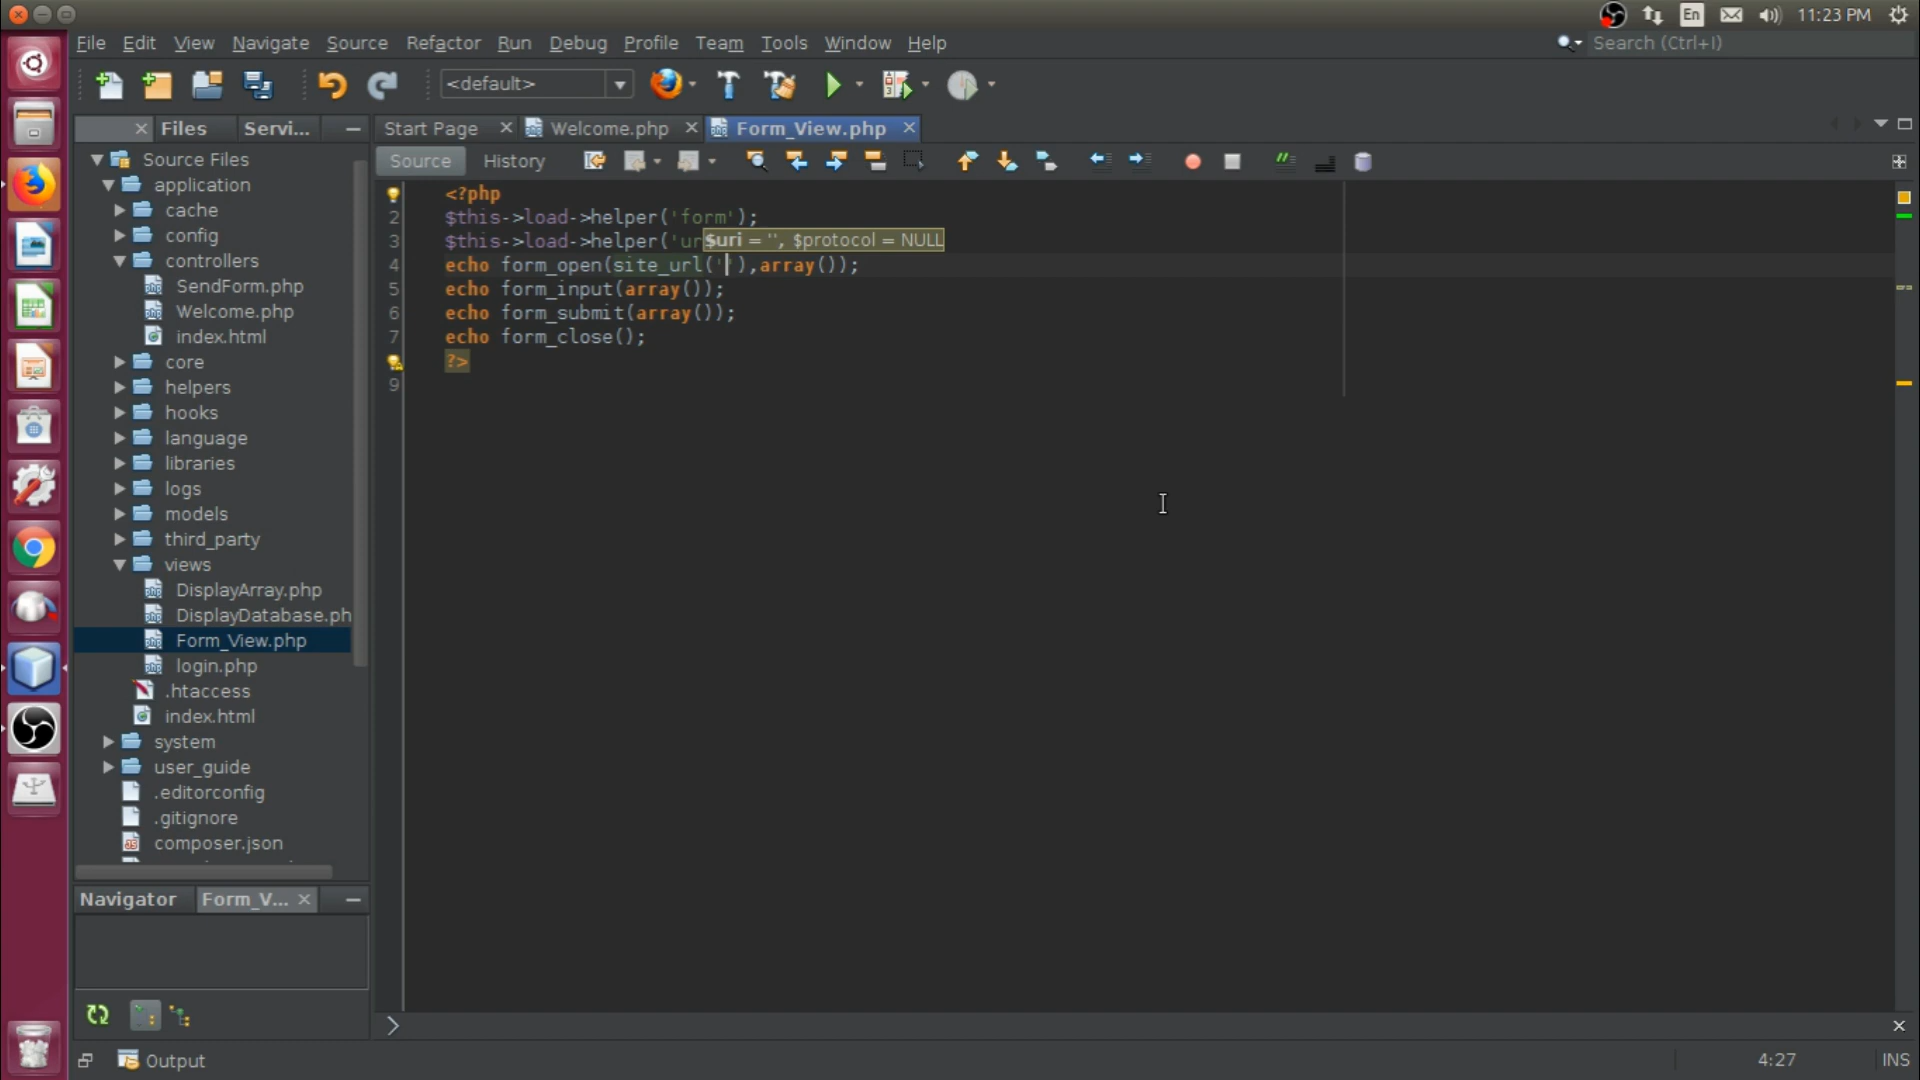 En
11:23 PM
File Edit View Navigate Source Refactor Run Debug Profile Team Tools Window Help
Search (Ctrl+I)
<default>
Files
Servi...
Start Page
Welcome.php
Form_View.php
Source
History
Source Files
application
cache
config
controllers
SendForm.php
Welcome.php
index.html
core
helpers
hooks
language
libraries
logs
models
third_party
views
DisplayArray.php
DisplayDatabase.ph
Form_View.php
login.php
.htaccess
index.html
system
user_guide
.editorconfig
.gitignore
composer.json
<?php
2 $this->load->helper('form');
3 $this->load->helper('ur
$uri = '', $protocol = NULL
4 echo form_open(site_url(''),array());
5 echo form_input(array());
6 echo form_submit(array());
7 echo form_close();
?>
9
Navigator
Form_V...
Output
4:27
INS